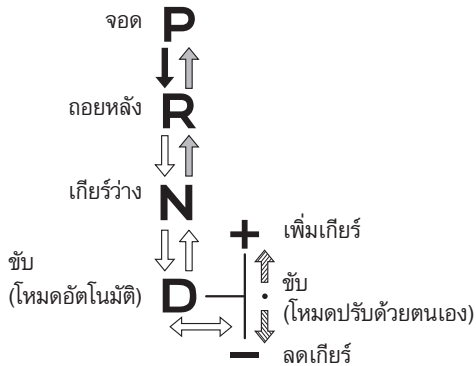 จอด P
ถอยหลัง R
เกียร์ว่าง N
+ เพิ่มเกียร์
ขับ
(โหมดอัตโนมัติ) D
ขับ
(โหมดปรับด้วยตนเอง)
− ลดเกียร์